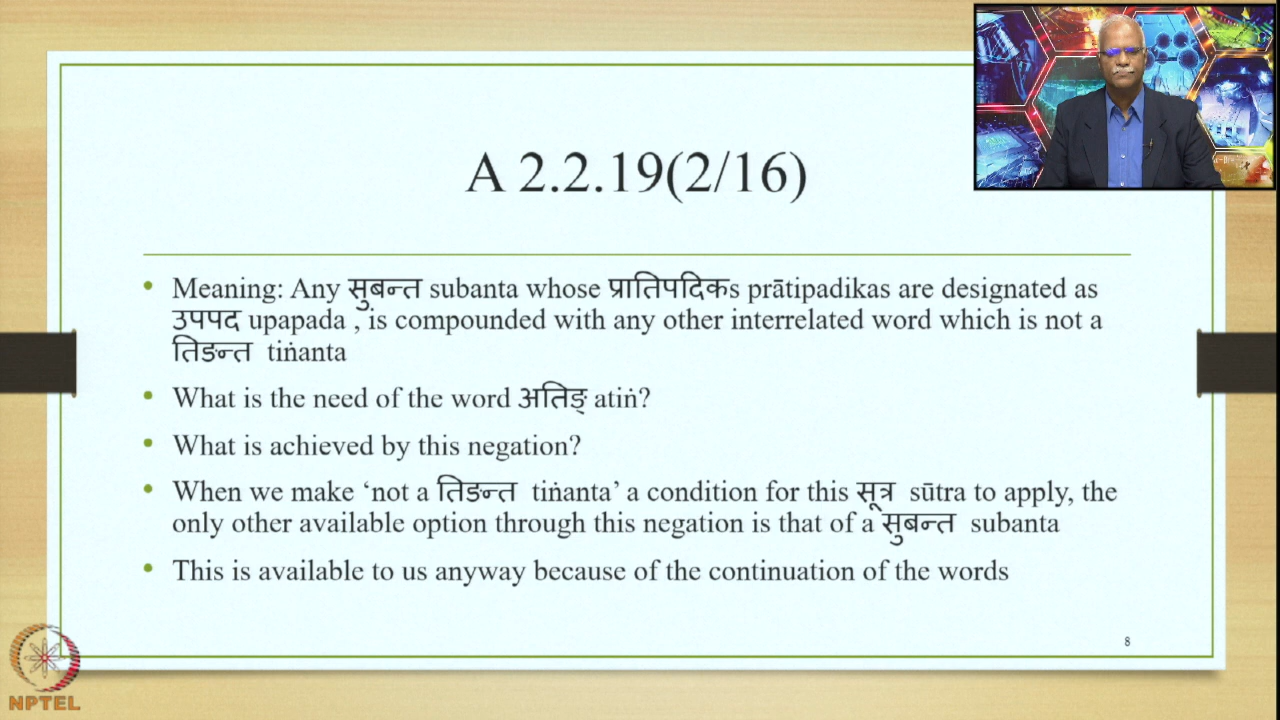 A 2.2.19(2/16)
• Meaning: Any सुबन्त subanta whose प्रातिपदिकs prātipadikas are designated as
उपपद upapada , is compounded with any other interrelated word which is not a
तिङन्त tiṅanta
• What is the need of the word अतिङ् atiṅ?
• What is achieved by this negation?
• When we make ‘not a तिङन्त tiṅanta’ a condition for this सूत्र sūtra to apply, the
only other available option through this negation is that of a सुबन्त subanta
• This is available to us anyway because of the continuation of the words
8
NPTEL